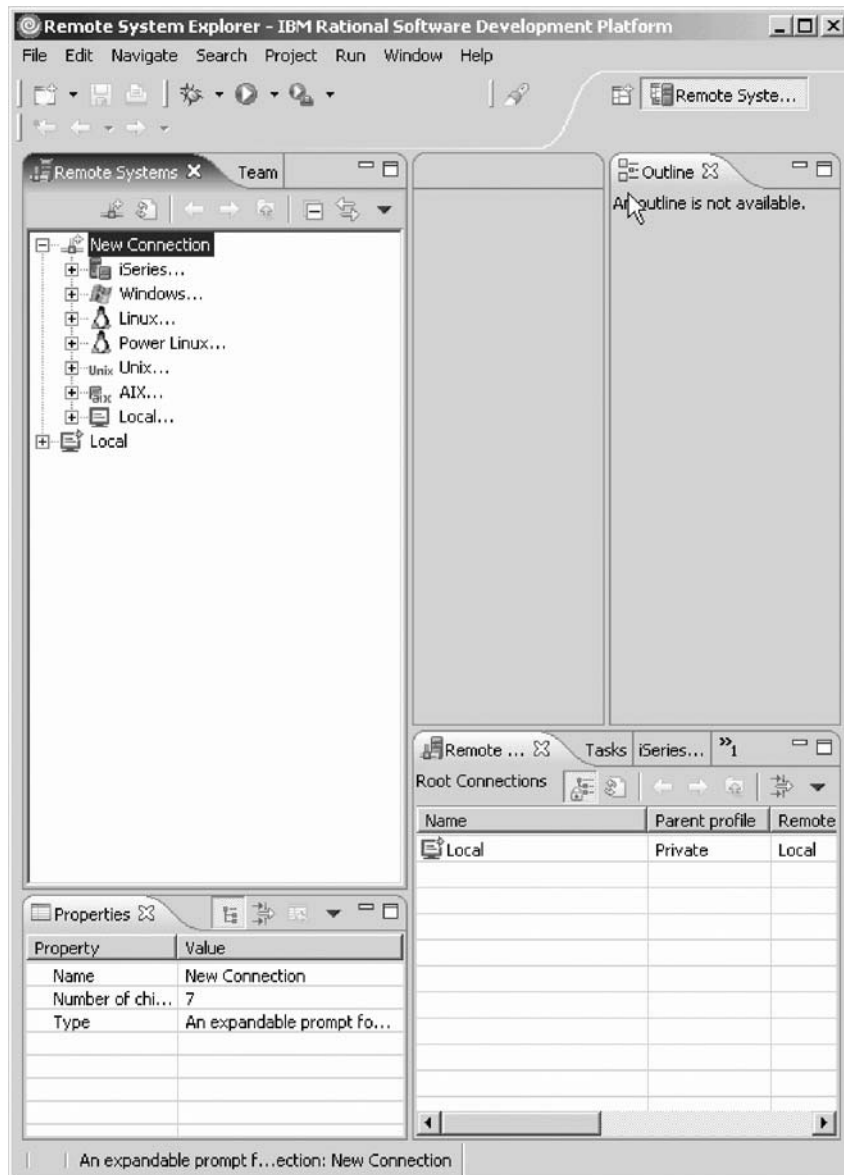 Remote System Explorer - IBM Rational Software Development Platform
File Edit Navigate Search Project Run Window Help
Remote Syste...
Remote Systems Team
New Connection
iSeries...
Windows...
Linux...
Power Linux...
Unix Unix...
AIX...
Local...
Local
Outline
An outline is not available.
Remote ... Tasks iSeries... »1
Root Connections
Name Parent profile Remote
Local Private Local
Properties
Property Value
Name New Connection
Number of chi... 7
Type An expandable prompt fo...
An expandable prompt f...ection: New Connection